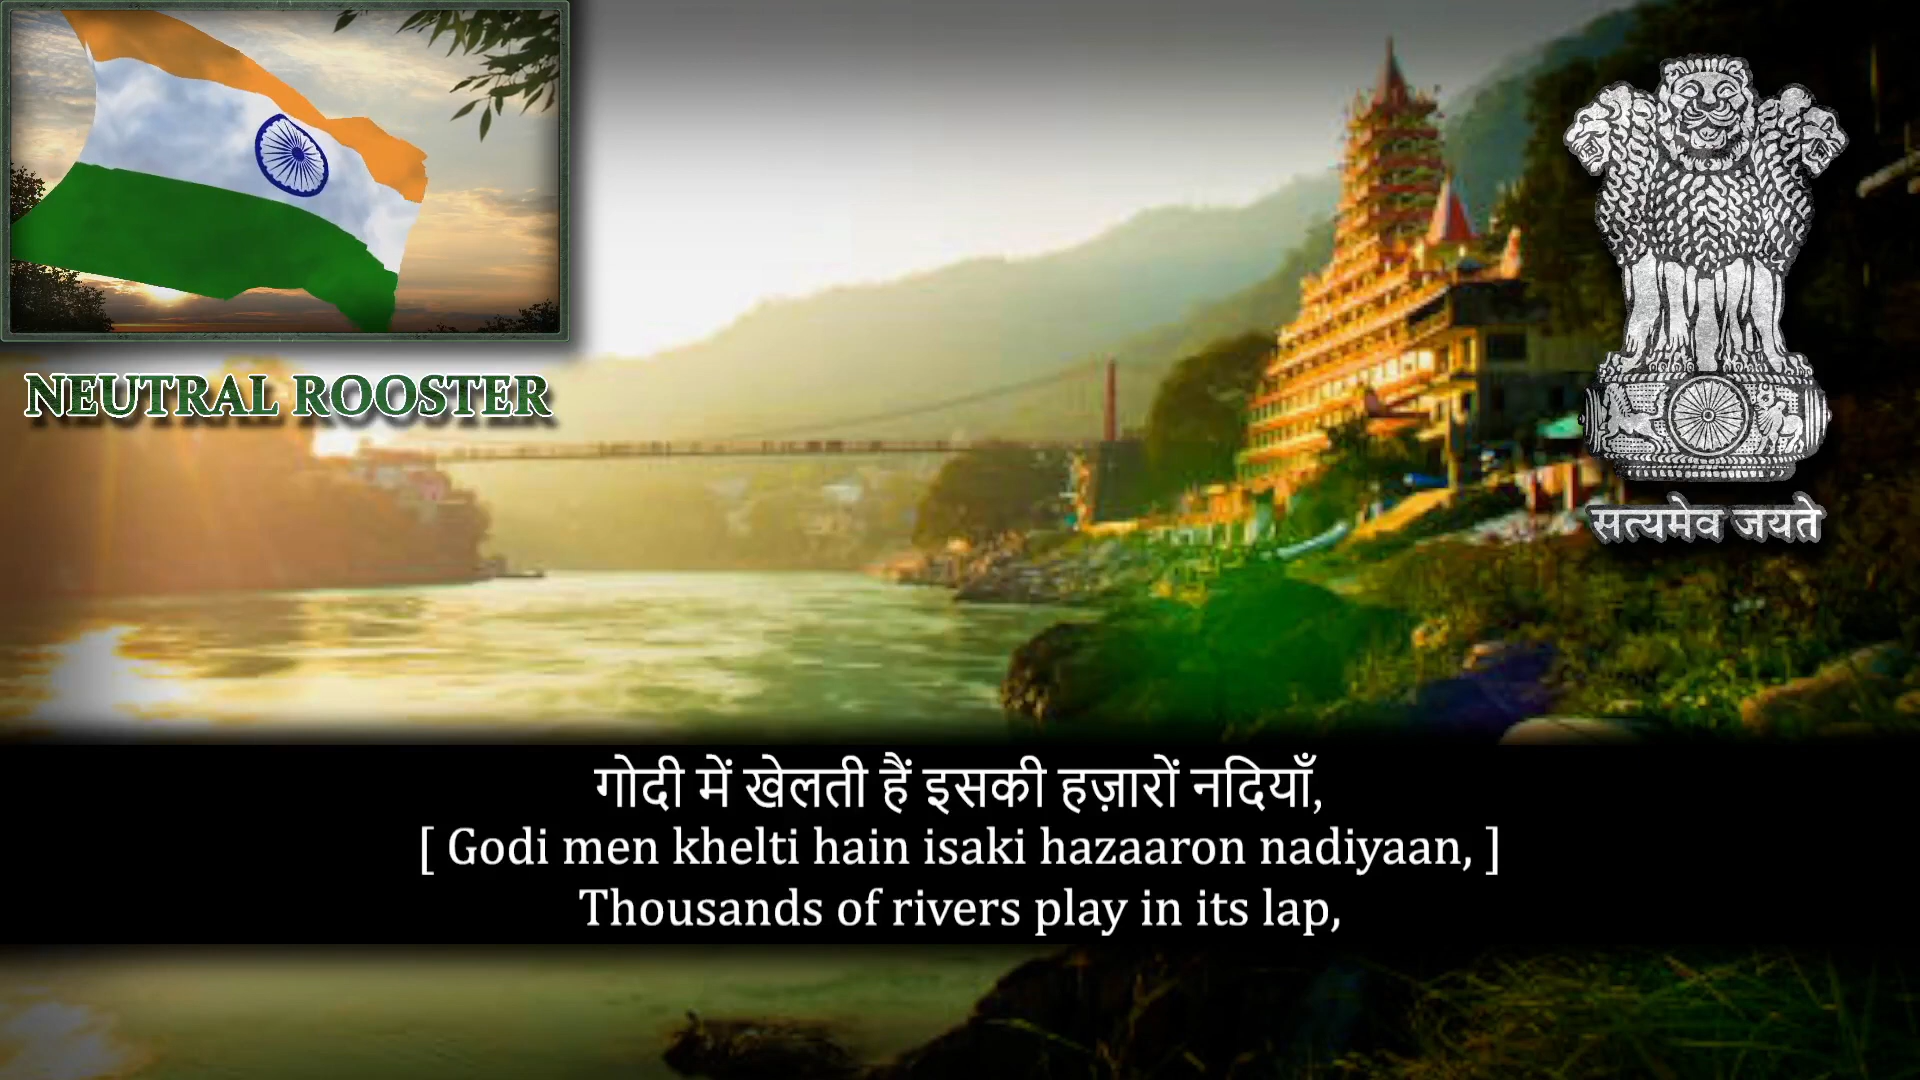 NEUTRAL ROOSTER
सत्यमेव जयते
गोदी में खेलती हैं इसकी हज़ारों नदियाँ,
[ Godi men khelti hain isaki hazaaron nadiyaan, ]
Thousands of rivers play in its lap,